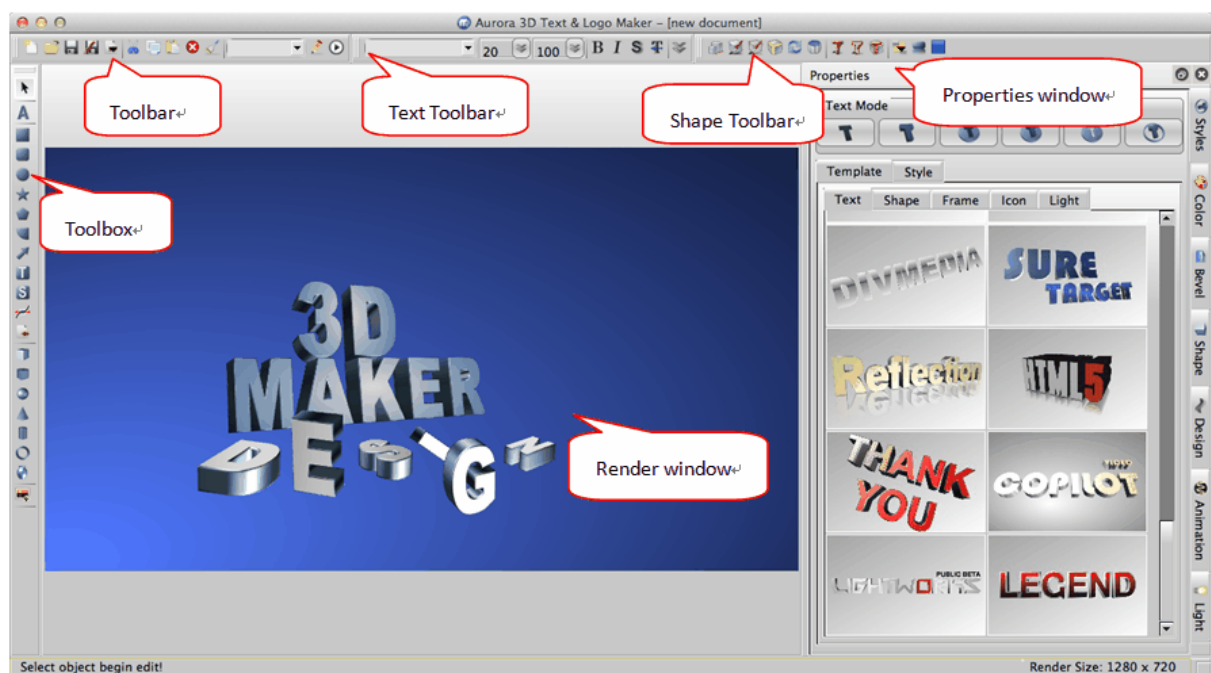 Aurora 3D Text & Logo Maker – [new document]
20
100
B I S T
Toolbar
Text Toolbar
Shape Toolbar
Properties
Properties window
Text Mode
Template Style
Text Shape Frame Icon Light
A
Toolbox
T
S
3D
MAKER
DESIGN
Render window
DIVMEDIA
SURE
TARGET
Reflection
HTML5
THANK
YOU
VIDEO
COPILOT
PUBLIC BETA
LIGHTWORKS
LEGEND
Styles
Color
Bevel
Shape
Design
Animation
Light
Select object begin edit!
Render Size: 1280 x 720